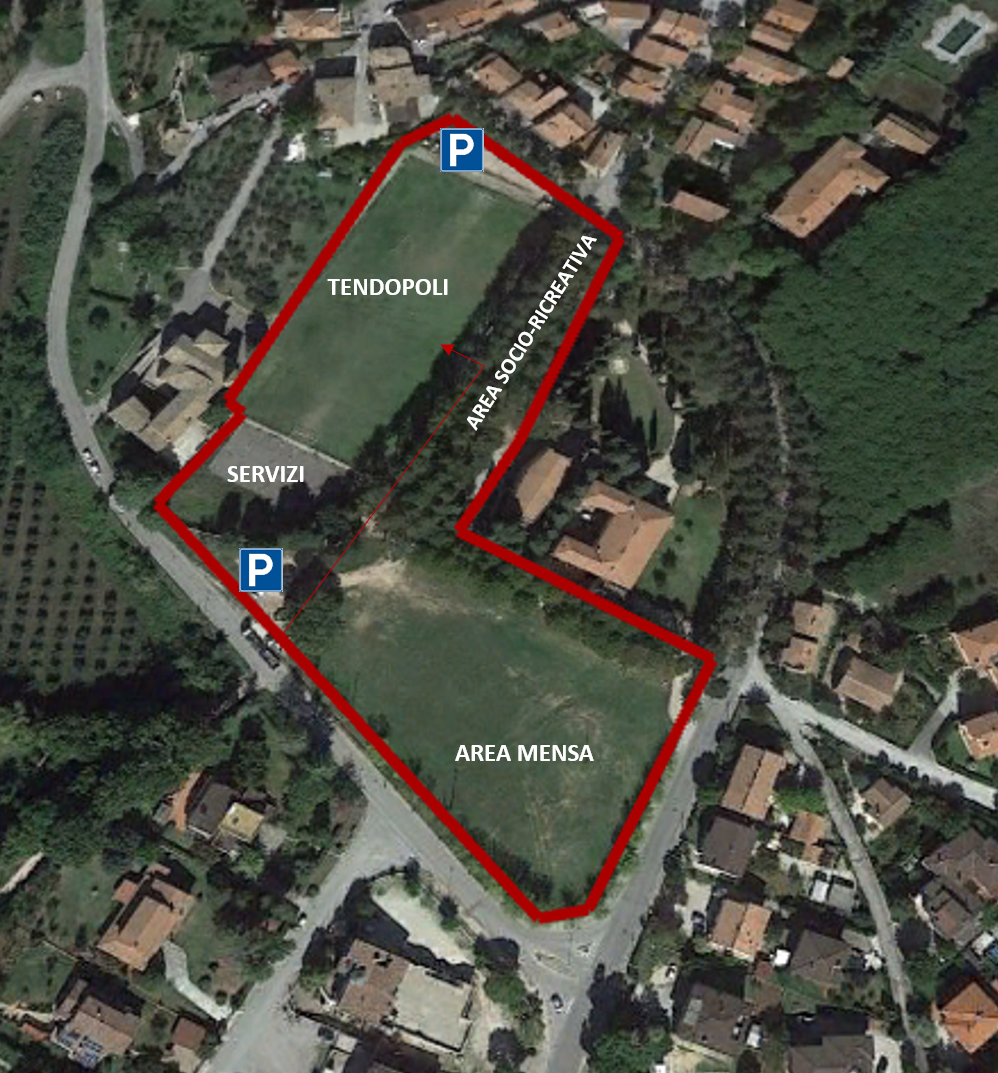 P
TENDOPOLI
AREA SOCIO-RICREATIVA
SERVIZI
P
AREA MENSA